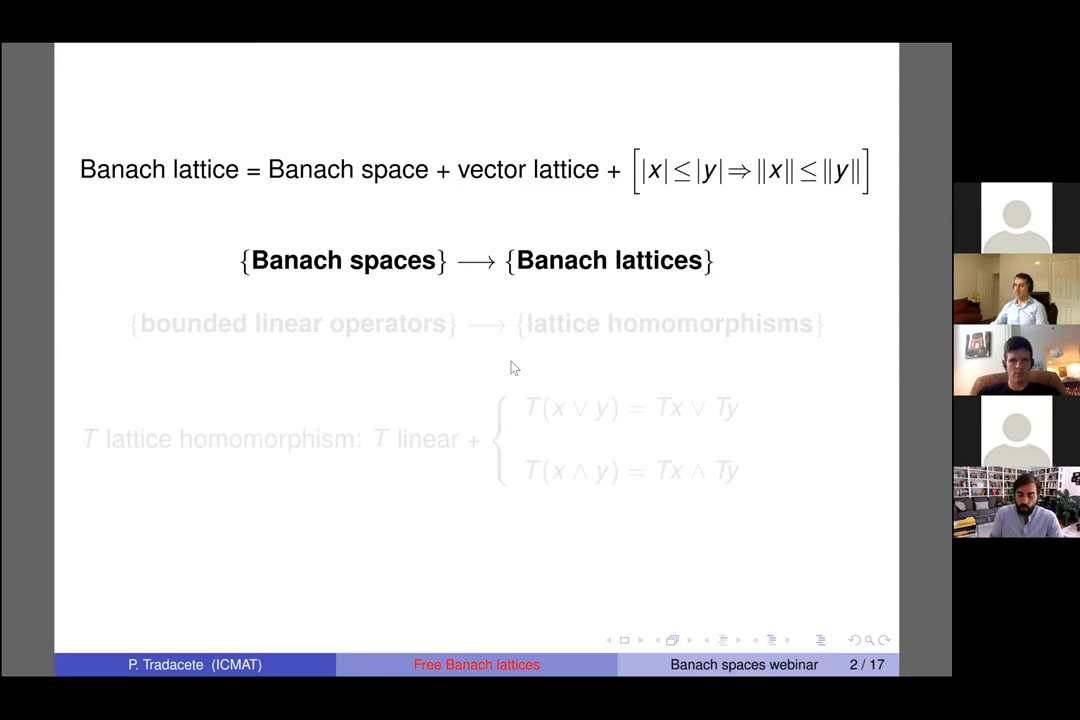 Banach lattice = Banach space + vector lattice + [|x| ≤ |y| ⇒ ‖x‖ ≤ ‖y‖]
{Banach spaces} ⟶ {Banach lattices}
{bounded linear operators} ⟶ {lattice homomorphisms}
T lattice homomorphism: T linear + { T(x ∨ y) = Tx ∨ Ty
T(x ∧ y) = Tx ∧ Ty
P. Tradacete (ICMAT) Free Banach lattices Banach spaces webinar 2 / 17